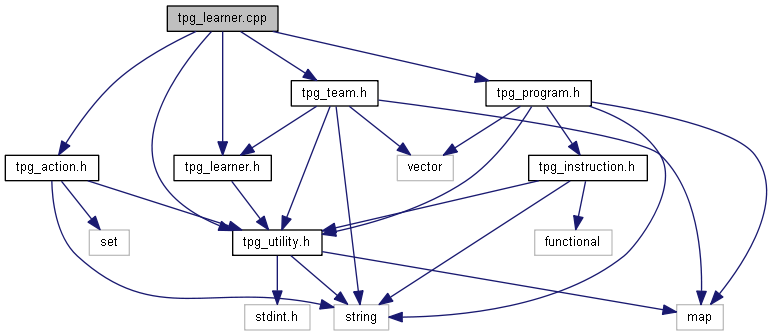 tpg_learner.cpp
tpg_team.h
tpg_program.h
tpg_action.h
tpg_learner.h
vector
tpg_instruction.h
set
tpg_utility.h
functional
stdint.h
string
map